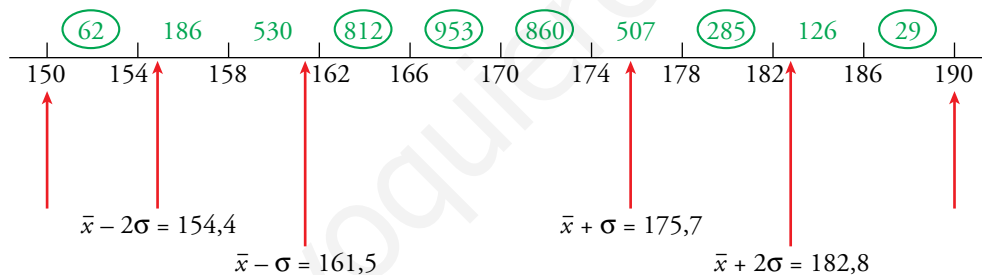 62 186 530 812 953 860 507 285 126 29
150 154 158 162 166 170 174 178 182 186 190
x̄ – 2σ = 154,4 x̄ + σ = 175,7
x̄ – σ = 161,5 x̄ + 2σ = 182,8